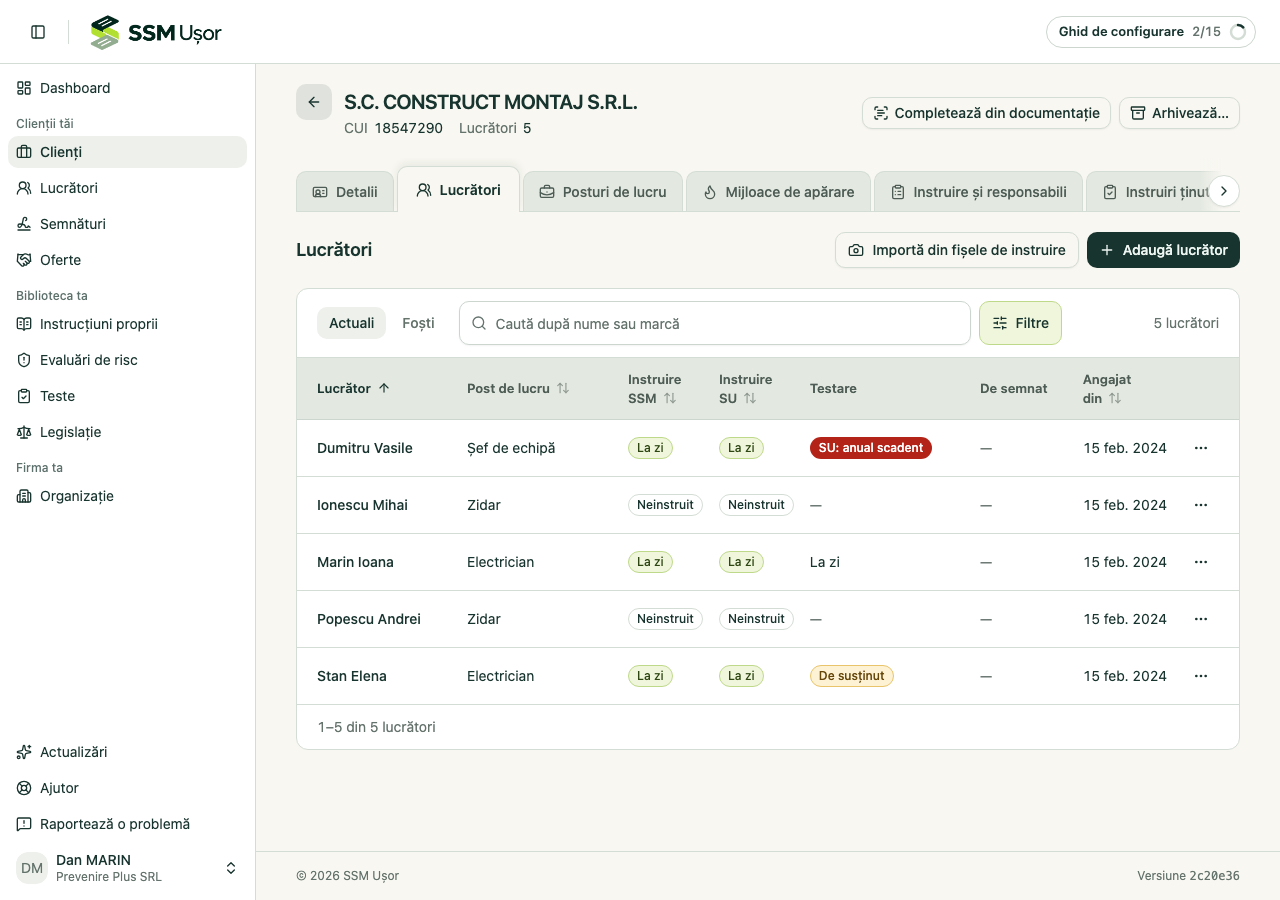 SSM Ușor
Ghid de configurare 2/15
Dashboard
Clienții tăi
Clienți
Lucrători
Semnături
Oferte
Biblioteca ta
Instrucțiuni proprii
Evaluări de risc
Teste
Legislație
Firma ta
Organizație
Actualizări
Ajutor
Raportează o problemă
DM
Dan MARIN
Prevenire Plus SRL
S.C. CONSTRUCT MONTAJ S.R.L.
CUI 18547290 Lucrători 5
Completează din documentație
Arhivează...
Detalii
Lucrători
Posturi de lucru
Mijloace de apărare
Instruire și responsabili
Instruiri ținut
Lucrători
Importă din fișele de instruire
Adaugă lucrător
Actuali
Foști
Caută după nume sau marcă
Filtre
5 lucrători
Lucrător
Post de lucru
Instruire
SSM
Instruire
SU
Testare
De semnat
Angajat
din
Dumitru Vasile Șef de echipă La zi La zi SU: anual scadent — 15 feb. 2024
Ionescu Mihai Zidar Neinstruit Neinstruit — — 15 feb. 2024
Marin Ioana Electrician La zi La zi La zi — 15 feb. 2024
Popescu Andrei Zidar Neinstruit Neinstruit — — 15 feb. 2024
Stan Elena Electrician La zi La zi De susținut — 15 feb. 2024
1–5 din 5 lucrători
© 2026 SSM Ușor
Versiune 2c20e36